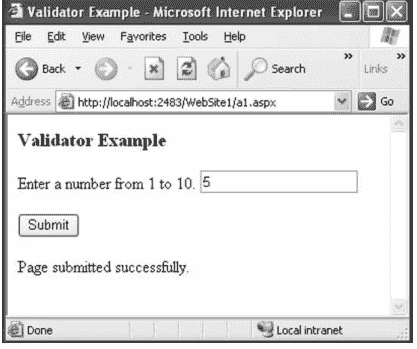 Validator Example - Microsoft Internet Explorer
File Edit View Favorites Tools Help
Back Search » Links »
Address http://localhost:2483/WebSite1/a1.aspx Go
Validator Example
Enter a number from 1 to 10. 5
Submit
Page submitted successfully.
Done Local intranet